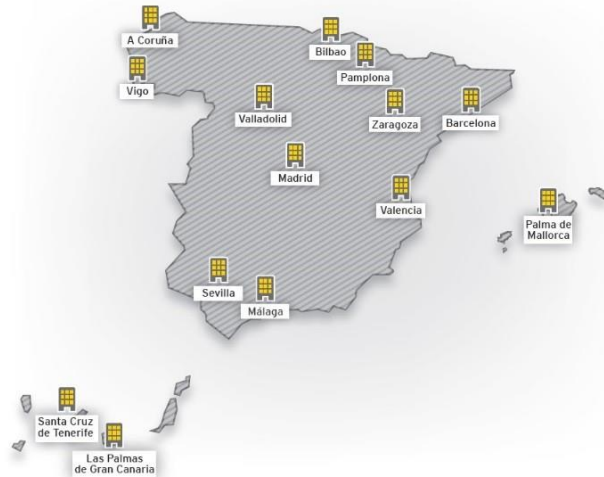 A Coruña
Bilbao
Pamplona
Vigo
Valladolid
Zaragoza
Barcelona
Madrid
Valencia
Palma de
Mallorca
Sevilla
Málaga
Santa Cruz
de Tenerife
Las Palmas
de Gran Canaria